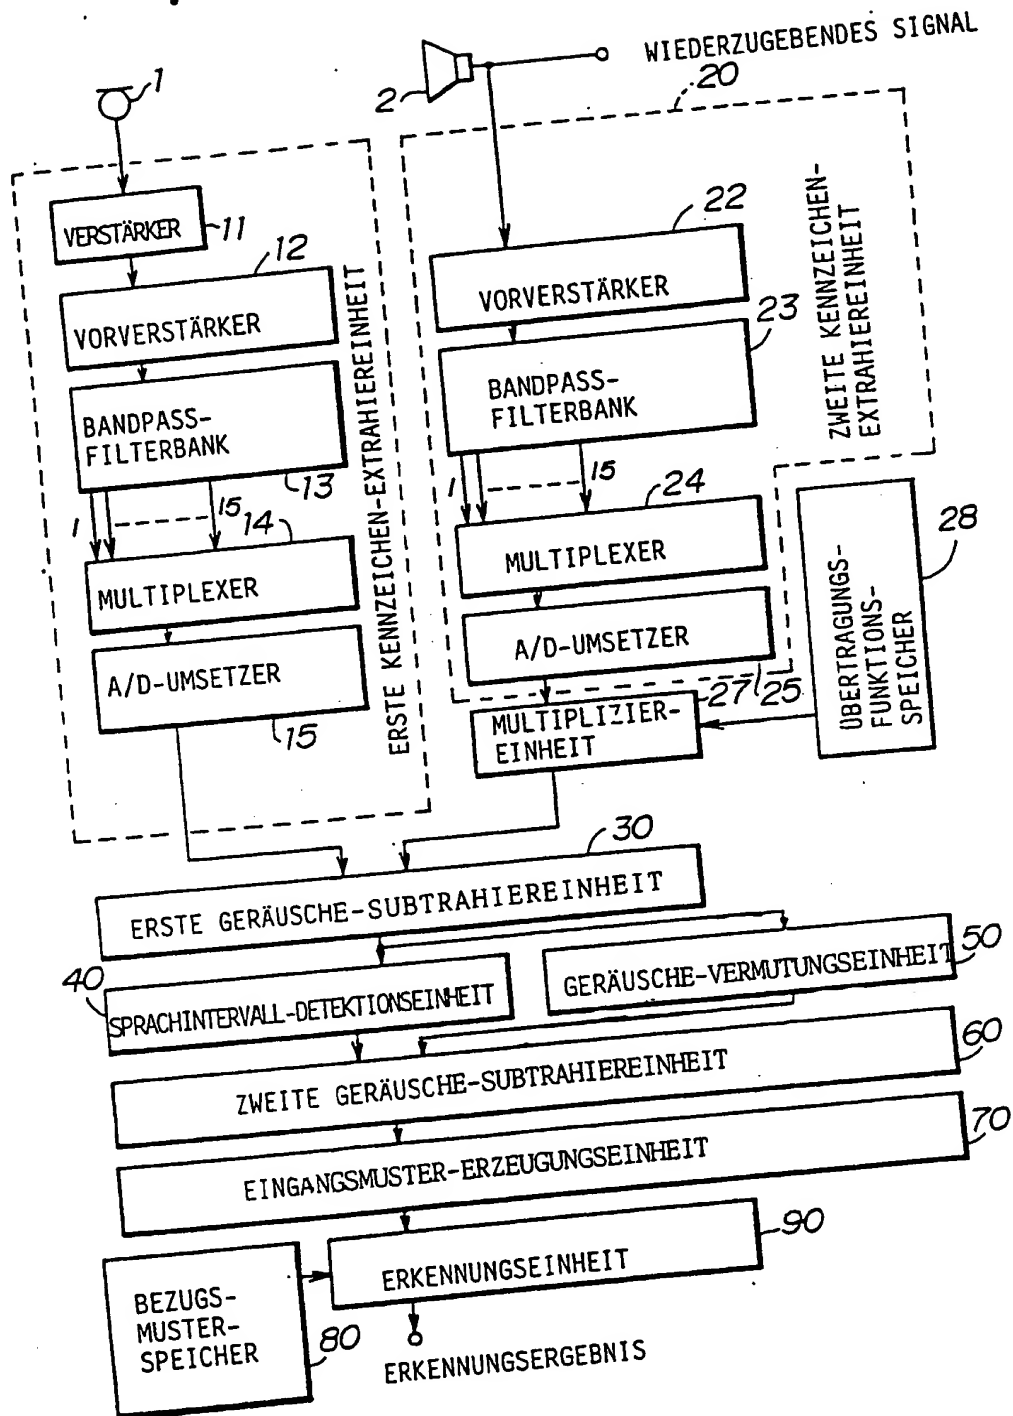 WIEDERZUGEBENDES SIGNAL
1
2
20
VERSTÄRKER
11
12
VORVERSTÄRKER
BANDPASS-
FILTERBANK
13
1
15
14
MULTIPLEXER
A/D-UMSETZER
15
ERSTE KENNZEICHEN-EXTRAHIEREINHEIT
22
VORVERSTÄRKER
23
BANDPASS-
FILTERBANK
1
15
24
MULTIPLEXER
A/D-UMSETZER
25
ZWEITE KENNZEICHEN-
EXTRAHIEREINHEIT
27
MULTIPLIZIER-
EINHEIT
28
ÜBERTRAGUNGS-
FUNKTIONS-
SPEICHER
30
ERSTE GERÄUSCHE-SUBTRAHIEREINHEIT
40
SPRACHINTERVALL-DETEKTIONSEINHEIT
50
GERÄUSCHE-VERMUTUNGSEINHEIT
60
ZWEITE GERÄUSCHE-SUBTRAHIEREINHEIT
70
EINGANGSMUSTER-ERZEUGUNGSEINHEIT
90
ERKENNUNGSEINHEIT
BEZUGS-
MUSTER-
SPEICHER
80
ERKENNUNGSERGEBNIS